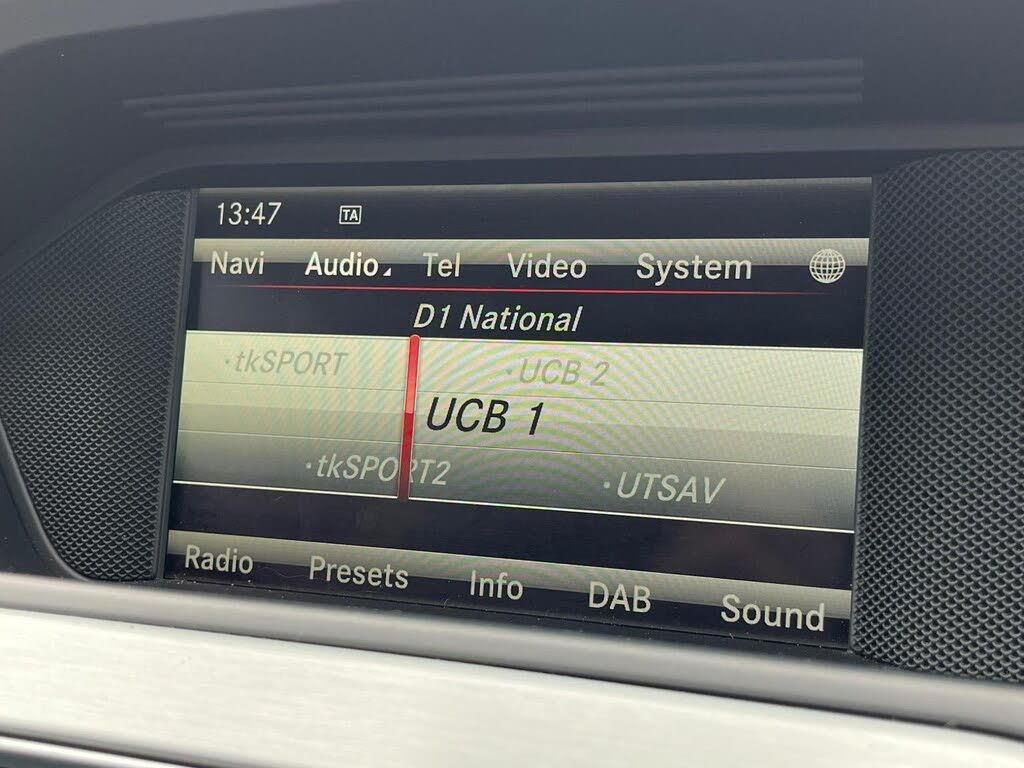 13:47 TA
Navi Audio Tel Video System
D1 National
·tkSPORT ·UCB 2
UCB 1
·tkSPORT2 ·UTSAV
Radio Presets Info DAB Sound